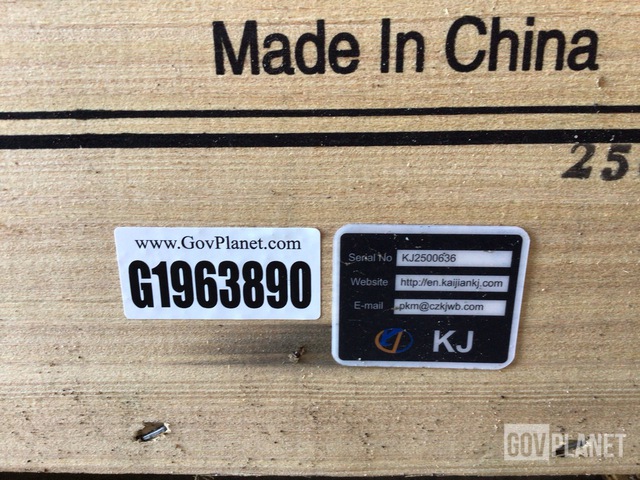 Made In China
www.GovPlanet.com
G1963890
Serial No KJ2500636
Website http://en.kaijiankj.com
E-mail pkm@czkjwb.com
KJ
GOVPLANET